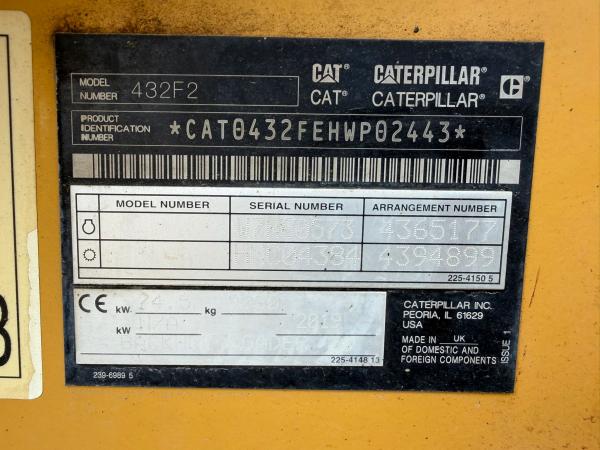 CAT® CATERPILLAR® C
CAT® CATERPILLAR®
MODEL NUMBER 432F2
PRODUCT IDENTIFICATION NUMBER *CAT0432FEHWP02443*
MODEL NUMBER SERIAL NUMBER ARRANGEMENT NUMBER
4365177
4394899
225-4150 5
CE kW 74 kg
kW 2019
225-4148 13
239-6989 5
CATERPILLAR INC.
PEORIA, IL 61629
USA
MADE IN UK
OF DOMESTIC AND
FOREIGN COMPONENTS
ISSUE 1